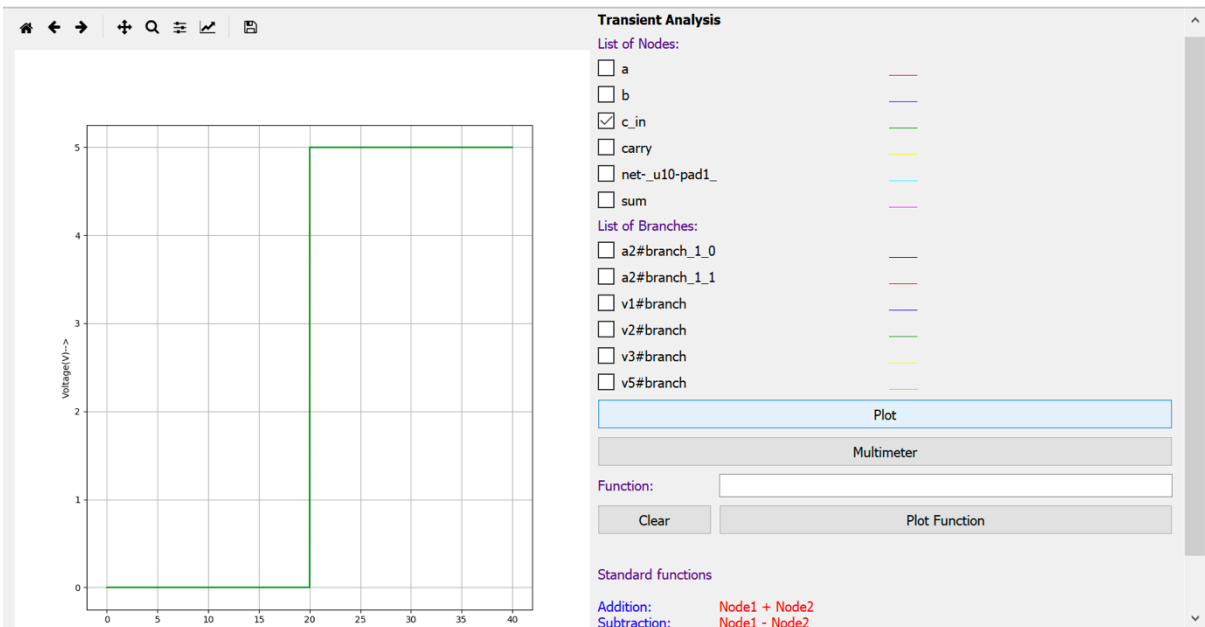 Transient Analysis
List of Nodes:
a
b
c_in
carry
net-_u10-pad1_
sum
List of Branches:
a2#branch_1_0
a2#branch_1_1
v1#branch
v2#branch
v3#branch
v5#branch
Plot
Multimeter
Function:
Clear Plot Function
Standard functions
Addition: Node1 + Node2
Subtraction: Node1 - Node2
5
4
3
2
1
0
Voltage(V)-->
0 5 10 15 20 25 30 35 40